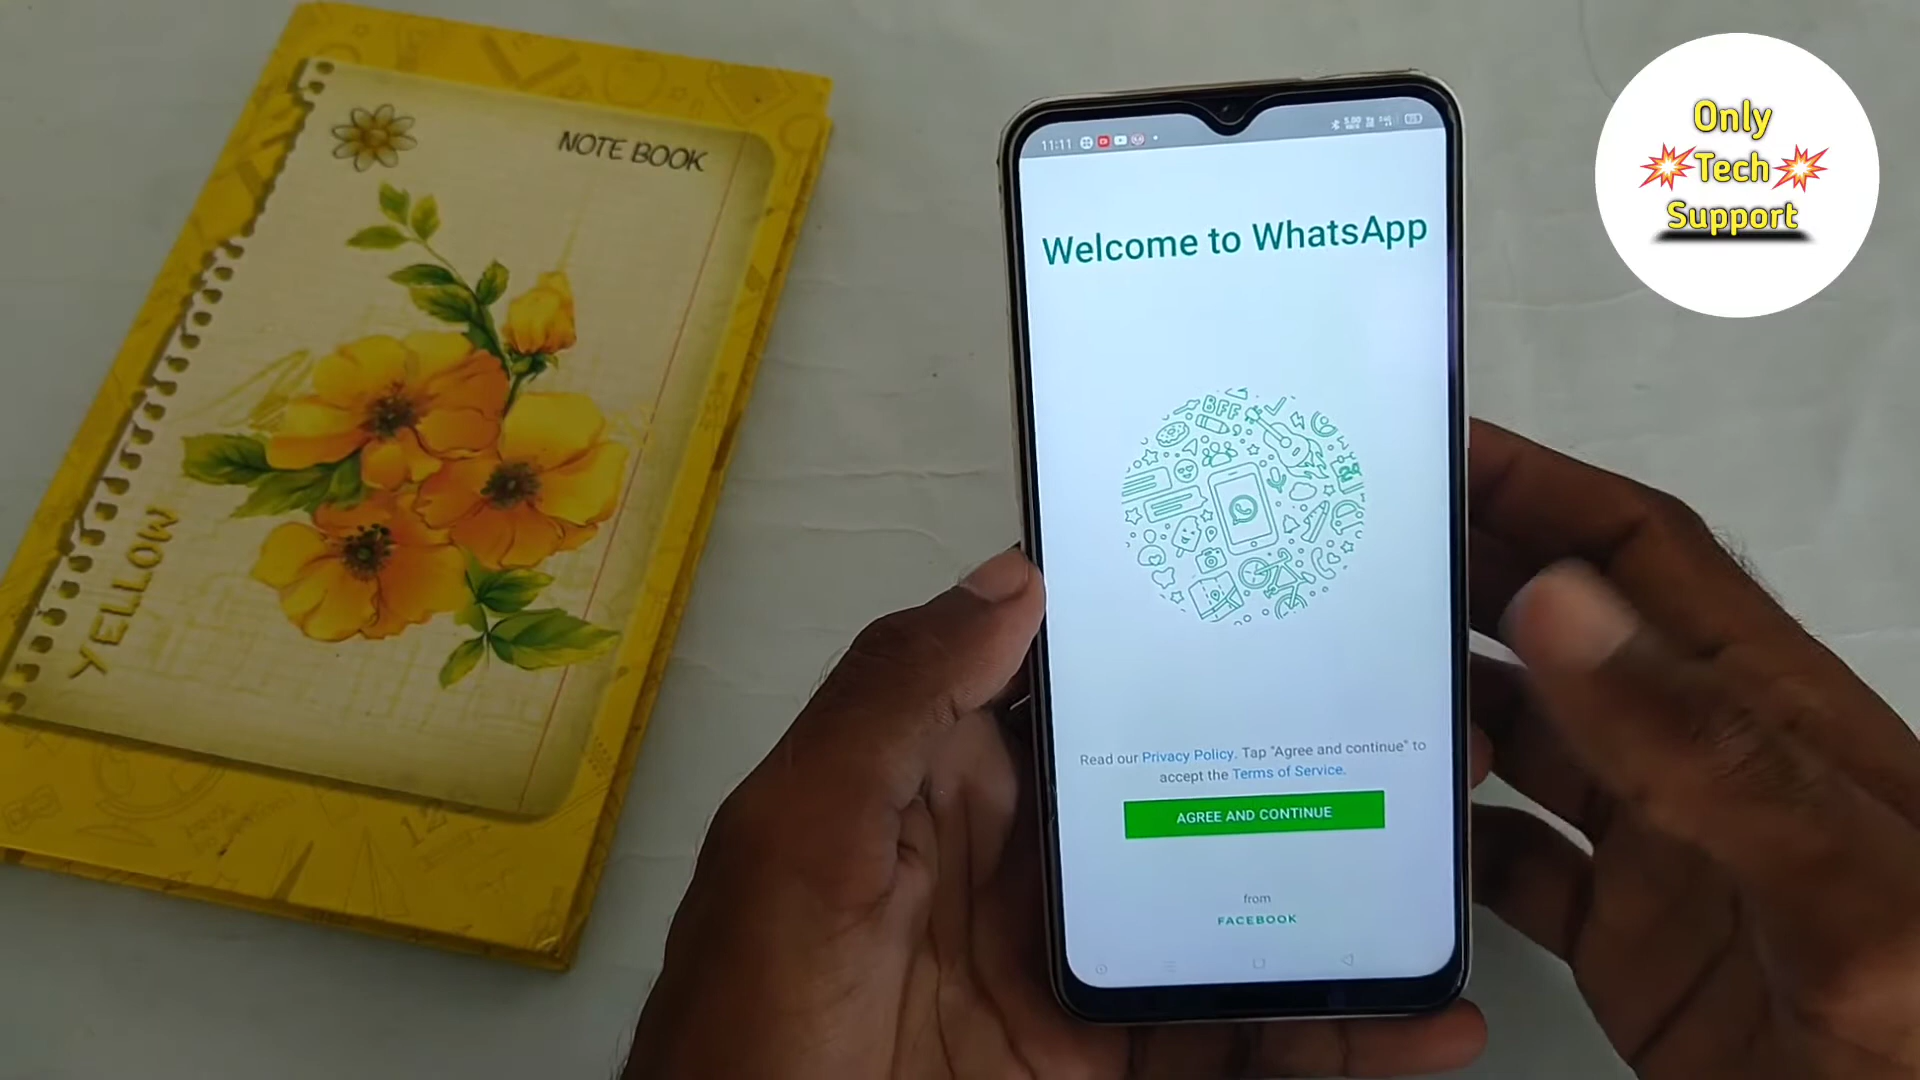 NOTE BOOK
YELLOW
11:11
Welcome to WhatsApp
BFF
Read our Privacy Policy. Tap "Agree and continue" to
accept the Terms of Service.
AGREE AND CONTINUE
from
FACEBOOK
Only
Tech
Support